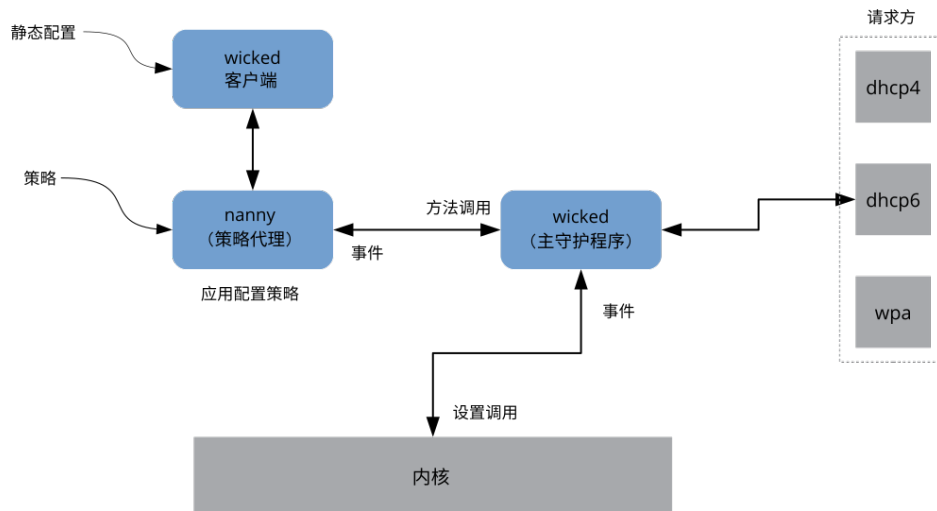 请求方
静态配置
wicked
客户端
dhcp4
策略
nanny
（策略代理）
方法调用
事件
wicked
（主守护程序）
dhcp6
应用配置策略
事件
wpa
设置调用
内核